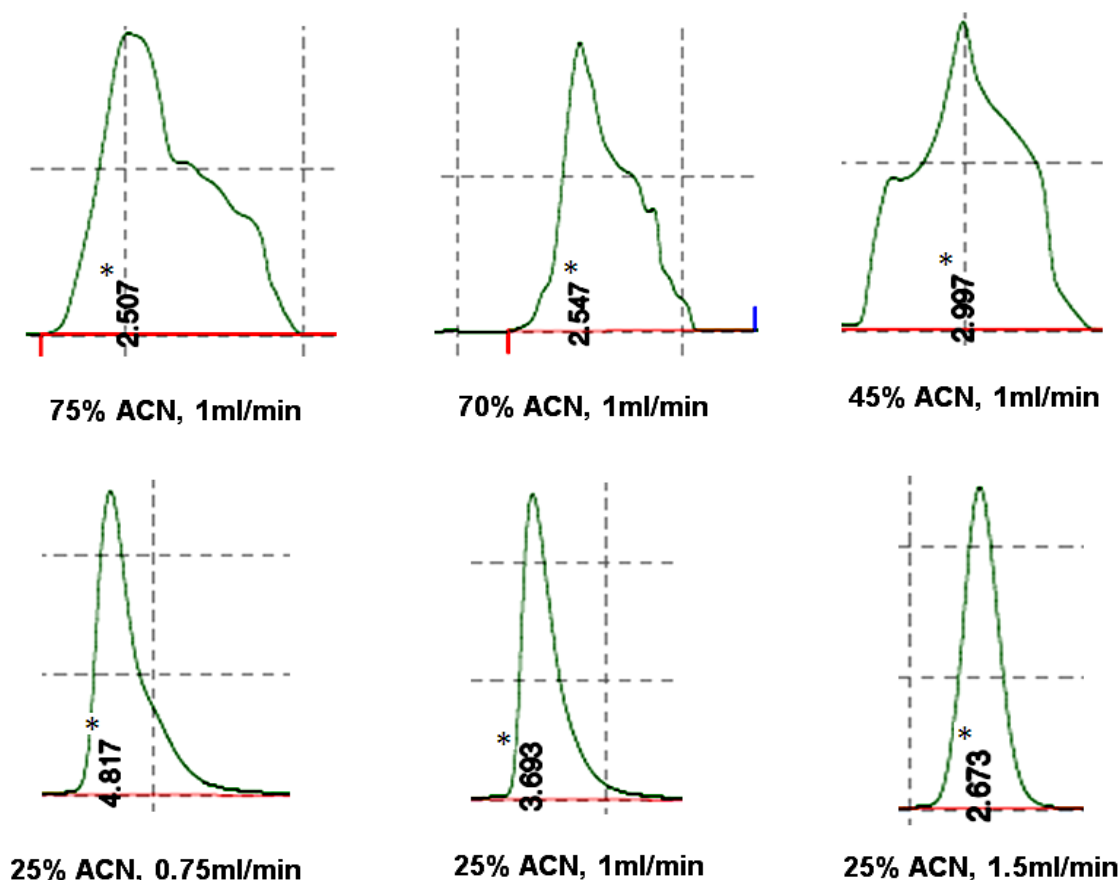 * 2.507
* 2.547
* 2.997
75% ACN, 1ml/min
70% ACN, 1ml/min
45% ACN, 1ml/min
* 4.817
* 3.693
* 2.673
25% ACN, 0.75ml/min
25% ACN, 1ml/min
25% ACN, 1.5ml/min